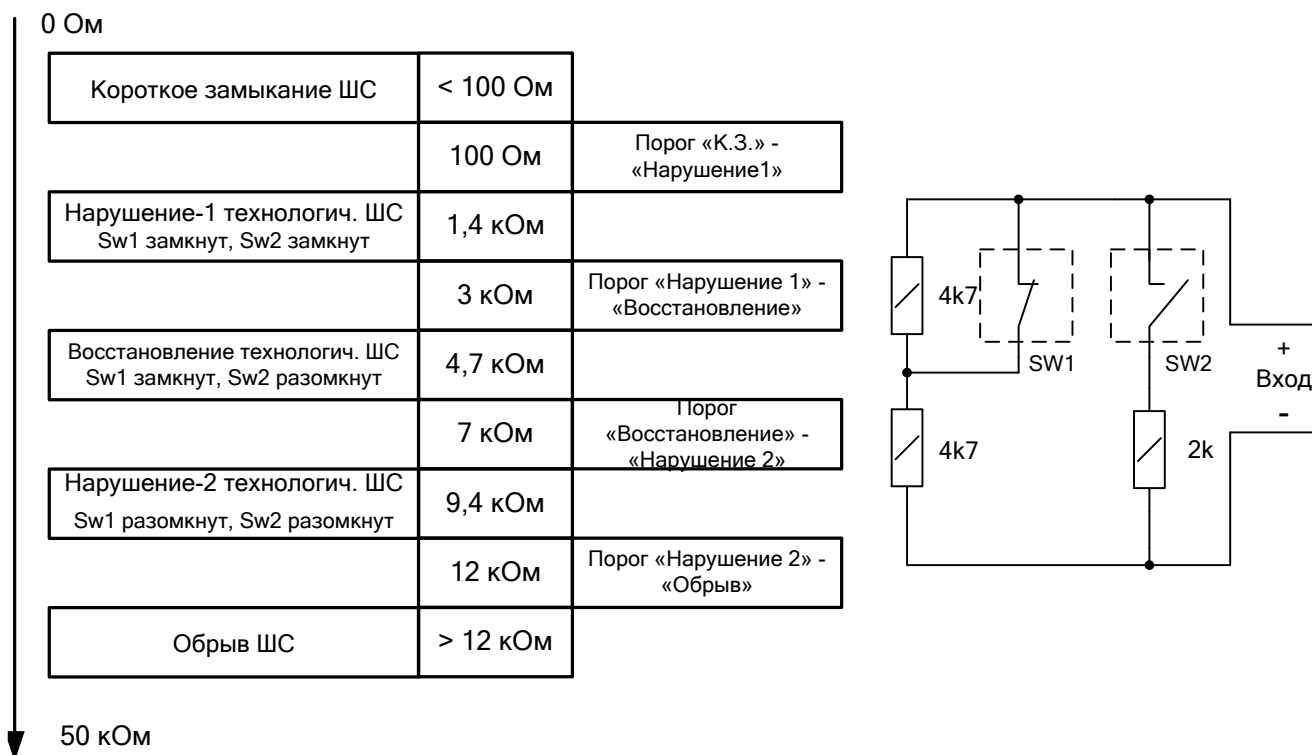 0 Ом
Короткое замыкание ШС
< 100 Ом
100 Ом
Порог «К.З.» -
«Нарушение1»
Нарушение-1 технологич. ШС
Sw1 замкнут, Sw2 замкнут
1,4 кОм
3 кОм
Порог «Нарушение 1» -
«Восстановление»
Восстановление технологич. ШС
Sw1 замкнут, Sw2 разомкнут
4,7 кОм
7 кОм
Порог
«Восстановление» -
«Нарушение 2»
Нарушение-2 технологич. ШС
Sw1 разомкнут, Sw2 разомкнут
9,4 кОм
12 кОм
Порог «Нарушение 2» -
«Обрыв»
Обрыв ШС
> 12 кОм
50 кОм
4k7
SW1
SW2
+
Вход
-
4k7
2k